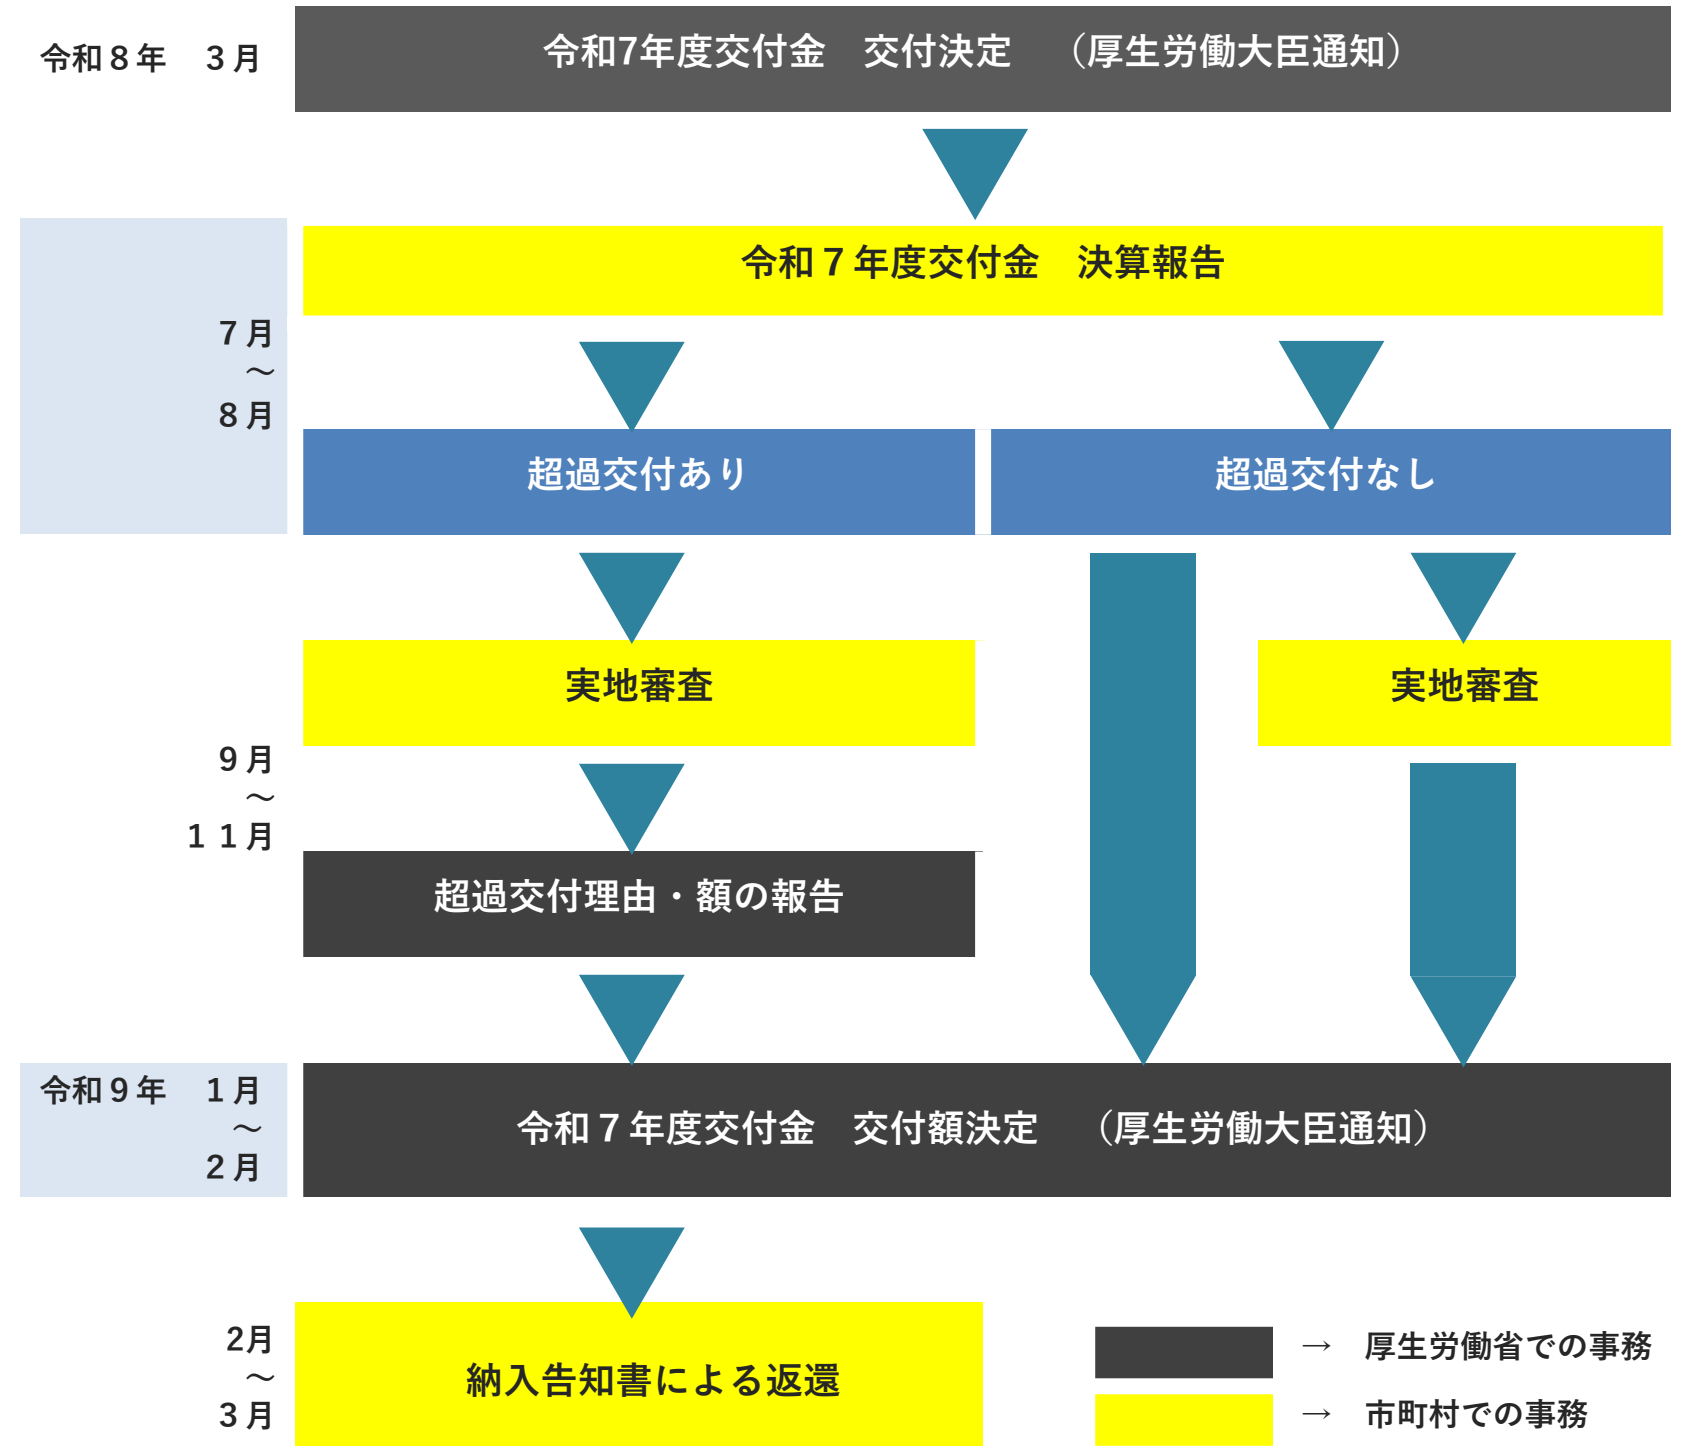 令和８年　３月
令和7年度交付金　交付決定　（厚生労働大臣通知）
令和７年度交付金　決算報告
７月
～
８月
超過交付あり
超過交付なし
実地審査
実地審査
９月
～
１１月
超過交付理由・額の報告
令和９年　１月
～
２月
令和７年度交付金　交付額決定　（厚生労働大臣通知）
2月
～
３月
納入告知書による返還
→　厚生労働省での事務
→　市町村での事務